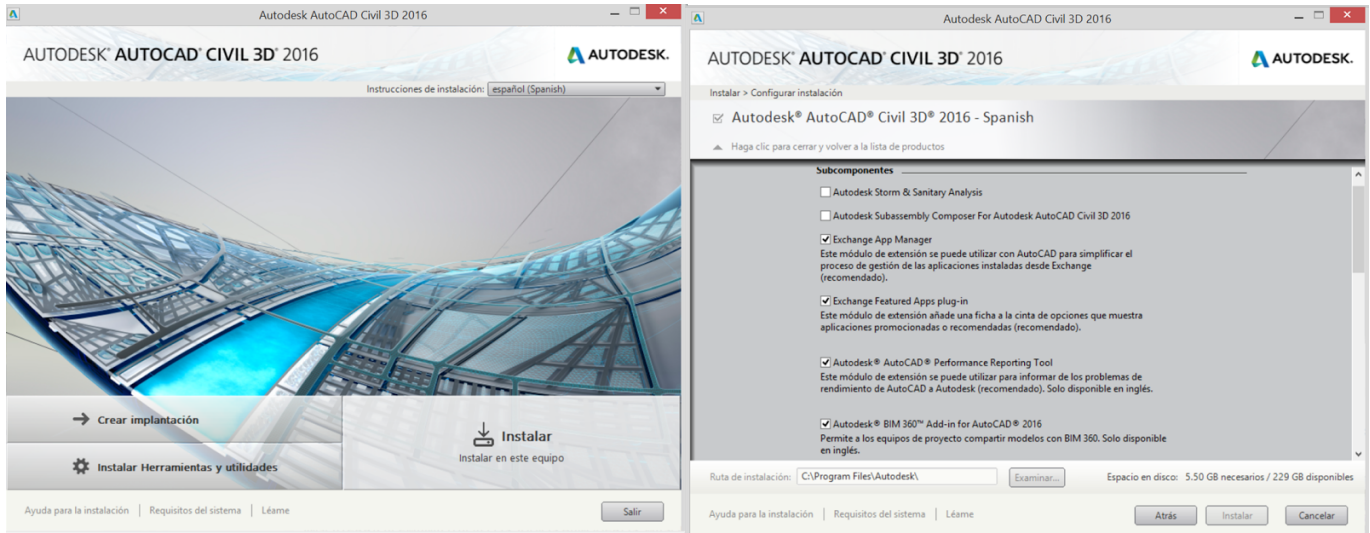 Autodesk AutoCAD Civil 3D 2016
AUTODESK® AUTOCAD® CIVIL 3D® 2016
AUTODESK.
Instrucciones de instalación: español (Spanish)
Crear implantación
Instalar Herramientas y utilidades
Instalar
Instalar en este equipo
Ayuda para la instalación | Requisitos del sistema | Léame
Salir
Autodesk AutoCAD Civil 3D 2016
AUTODESK® AUTOCAD® CIVIL 3D® 2016
AUTODESK.
Instalar > Configurar instalación
Autodesk® AutoCAD® Civil 3D® 2016 - Spanish
Haga clic para cerrar y volver a la lista de productos
Subcomponentes
Autodesk Storm & Sanitary Analysis
Autodesk Subassembly Composer For Autodesk AutoCAD Civil 3D 2016
Exchange App Manager
Este módulo de extensión se puede utilizar con AutoCAD para simplificar el
proceso de gestión de las aplicaciones instaladas desde Exchange
(recomendado).
Exchange Featured Apps plug-in
Este módulo de extensión añade una ficha a la cinta de opciones que muestra
aplicaciones promocionadas o recomendadas (recomendado).
Autodesk® AutoCAD® Performance Reporting Tool
Este módulo de extensión se puede utilizar para informar de los problemas de
rendimiento de AutoCAD a Autodesk (recomendado). Solo disponible en inglés.
Autodesk® BIM 360™ Add-in for AutoCAD® 2016
Permite a los equipos de proyecto compartir modelos con BIM 360. Solo disponible
en inglés.
Ruta de instalación: C:\Program Files\Autodesk\ Examinar... Espacio en disco: 5.50 GB necesarios / 229 GB disponibles
Ayuda para la instalación | Requisitos del sistema | Léame
Atrás Instalar Cancelar